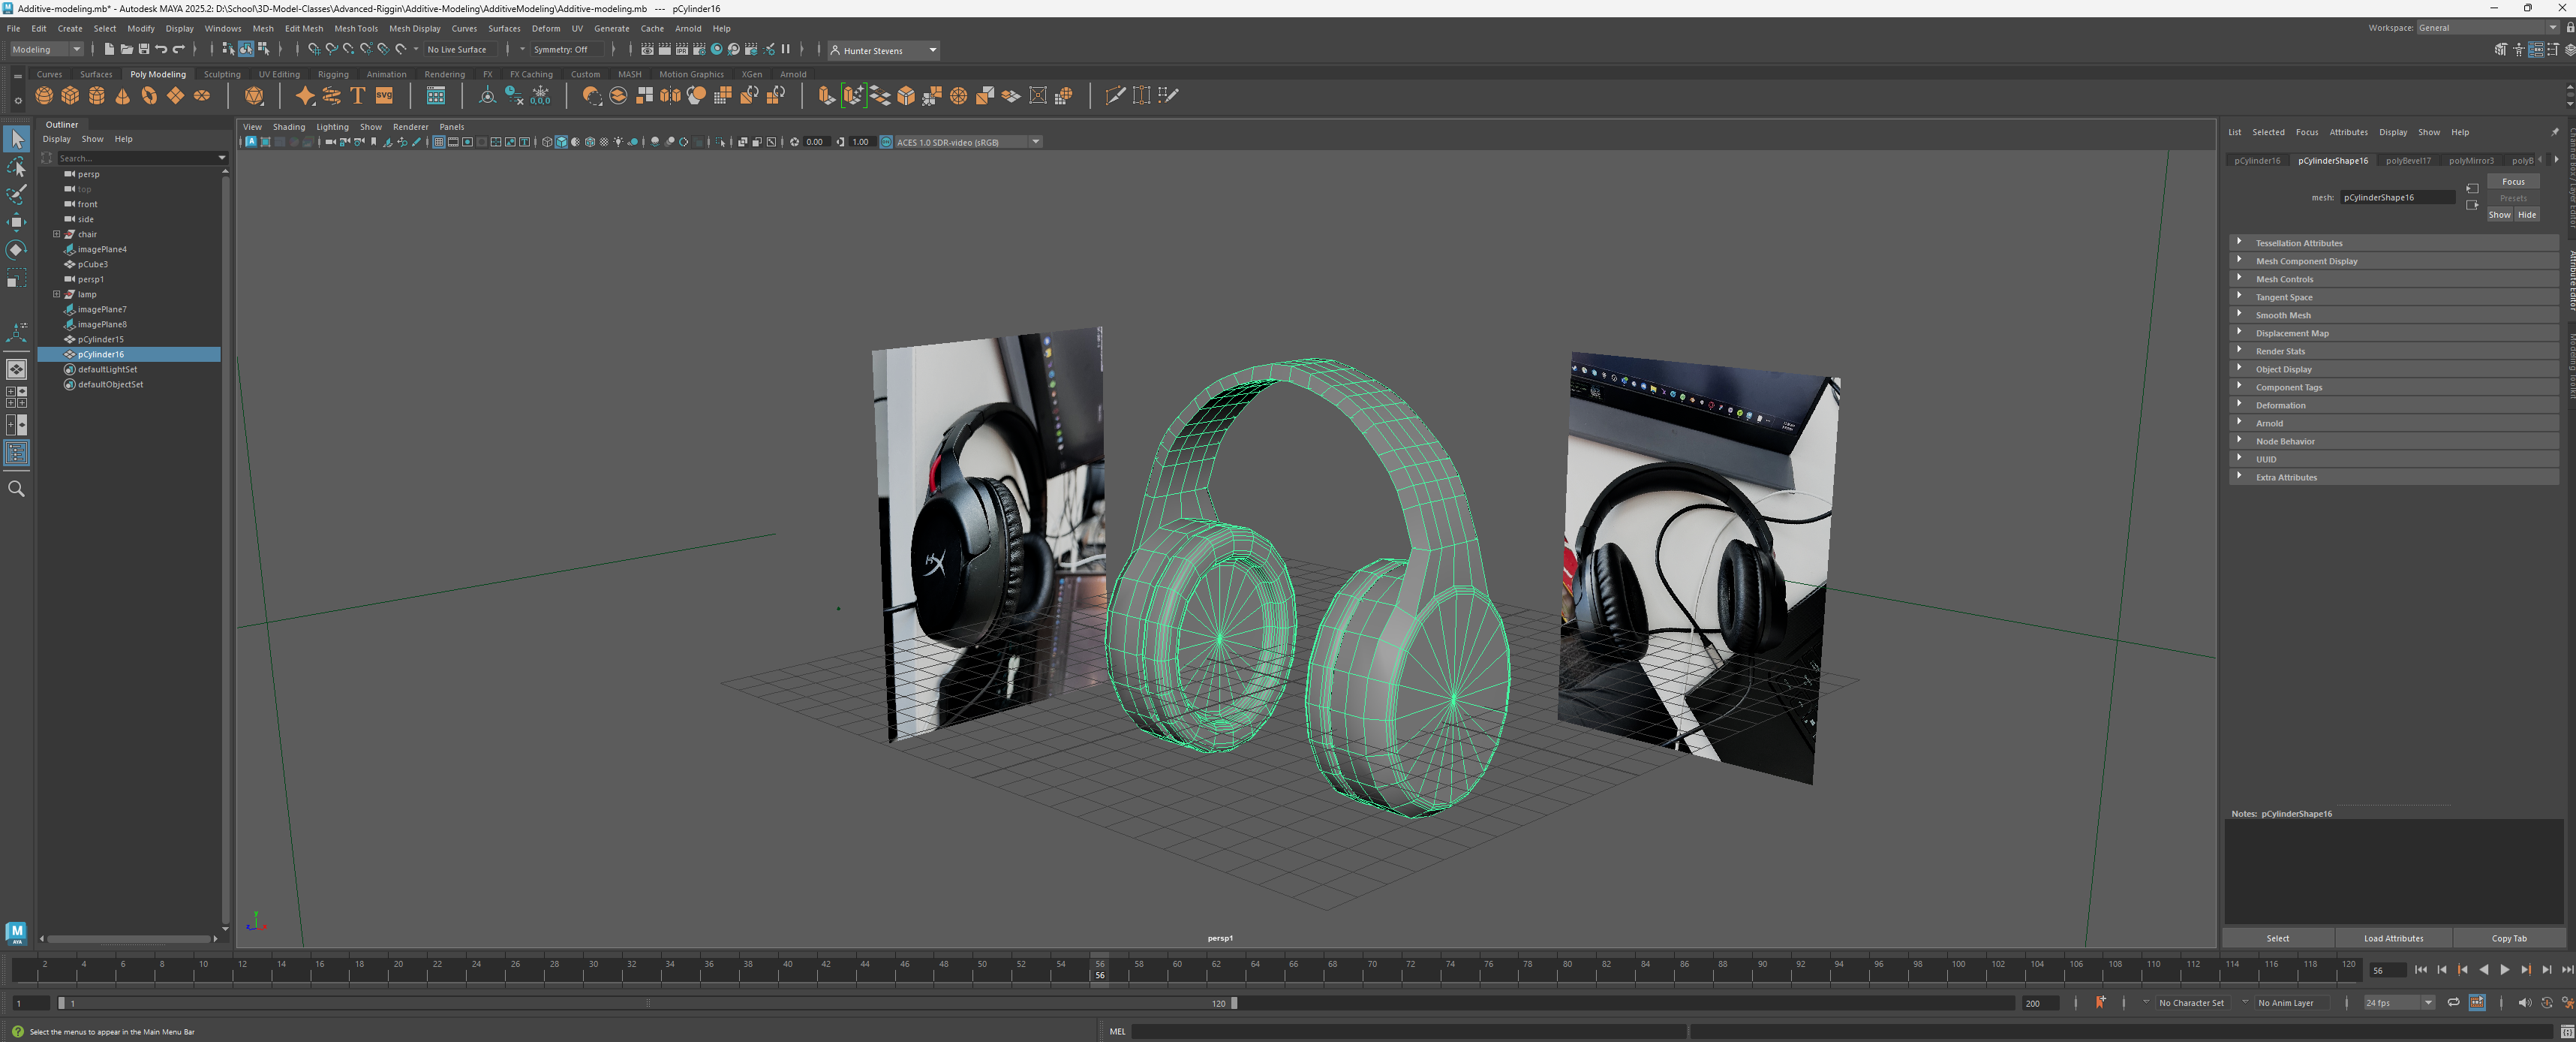 Additive-modeling.mb* - Autodesk MAYA 2025.2: D:\School\3D-Model-Classes\Advanced-Riggin\Additive-Modeling\AdditiveModeling\Additive-modeling.mb --- pCylinder16
File Edit Create Select Modify Display Windows Mesh Edit Mesh Mesh Tools Mesh Display Curves Surfaces Deform UV Generate Cache Arnold Help
Workspace: General
Modeling No Live Surface Symmetry: Off Hunter Stevens
Curves Surfaces Poly Modeling Sculpting UV Editing Rigging Animation Rendering FX FX Caching Custom MASH Motion Graphics XGen Arnold
Outliner
Display Show Help
Search...
persp
top
front
side
chair
imagePlane4
pCube3
persp1
lamp
imagePlane7
imagePlane8
pCylinder15
pCylinder16
defaultLightSet
defaultObjectSet
View Shading Lighting Show Renderer Panels
0.00 1.00 ACES 1.0 SDR-video (sRGB)
persp1
List Selected Focus Attributes Display Show Help
pCylinder16 pCylinderShape16 polyBevel17 polyMirror3 polyB
mesh: pCylinderShape16
Focus
Presets
Show Hide
Tessellation Attributes
Mesh Component Display
Mesh Controls
Tangent Space
Smooth Mesh
Displacement Map
Render Stats
Object Display
Component Tags
Deformation
Arnold
Node Behavior
UUID
Extra Attributes
Notes: pCylinderShape16
Select Load Attributes Copy Tab
Channel Box / Layer Editor
Attribute Editor
Modeling Toolkit
2 4 6 8 10 12 14 16 18 20 22 24 26 28 30 32 34 36 38 40 42 44 46 48 50 52 54 56 58 60 62 64 66 68 70 72 74 76 78 80 82 84 86 88 90 92 94 96 98 100 102 104 106 108 110 112 114 116 118 120
56
56
1 1 120 200 No Character Set No Anim Layer 24 fps
Select the menus to appear in the Main Menu Bar
MEL